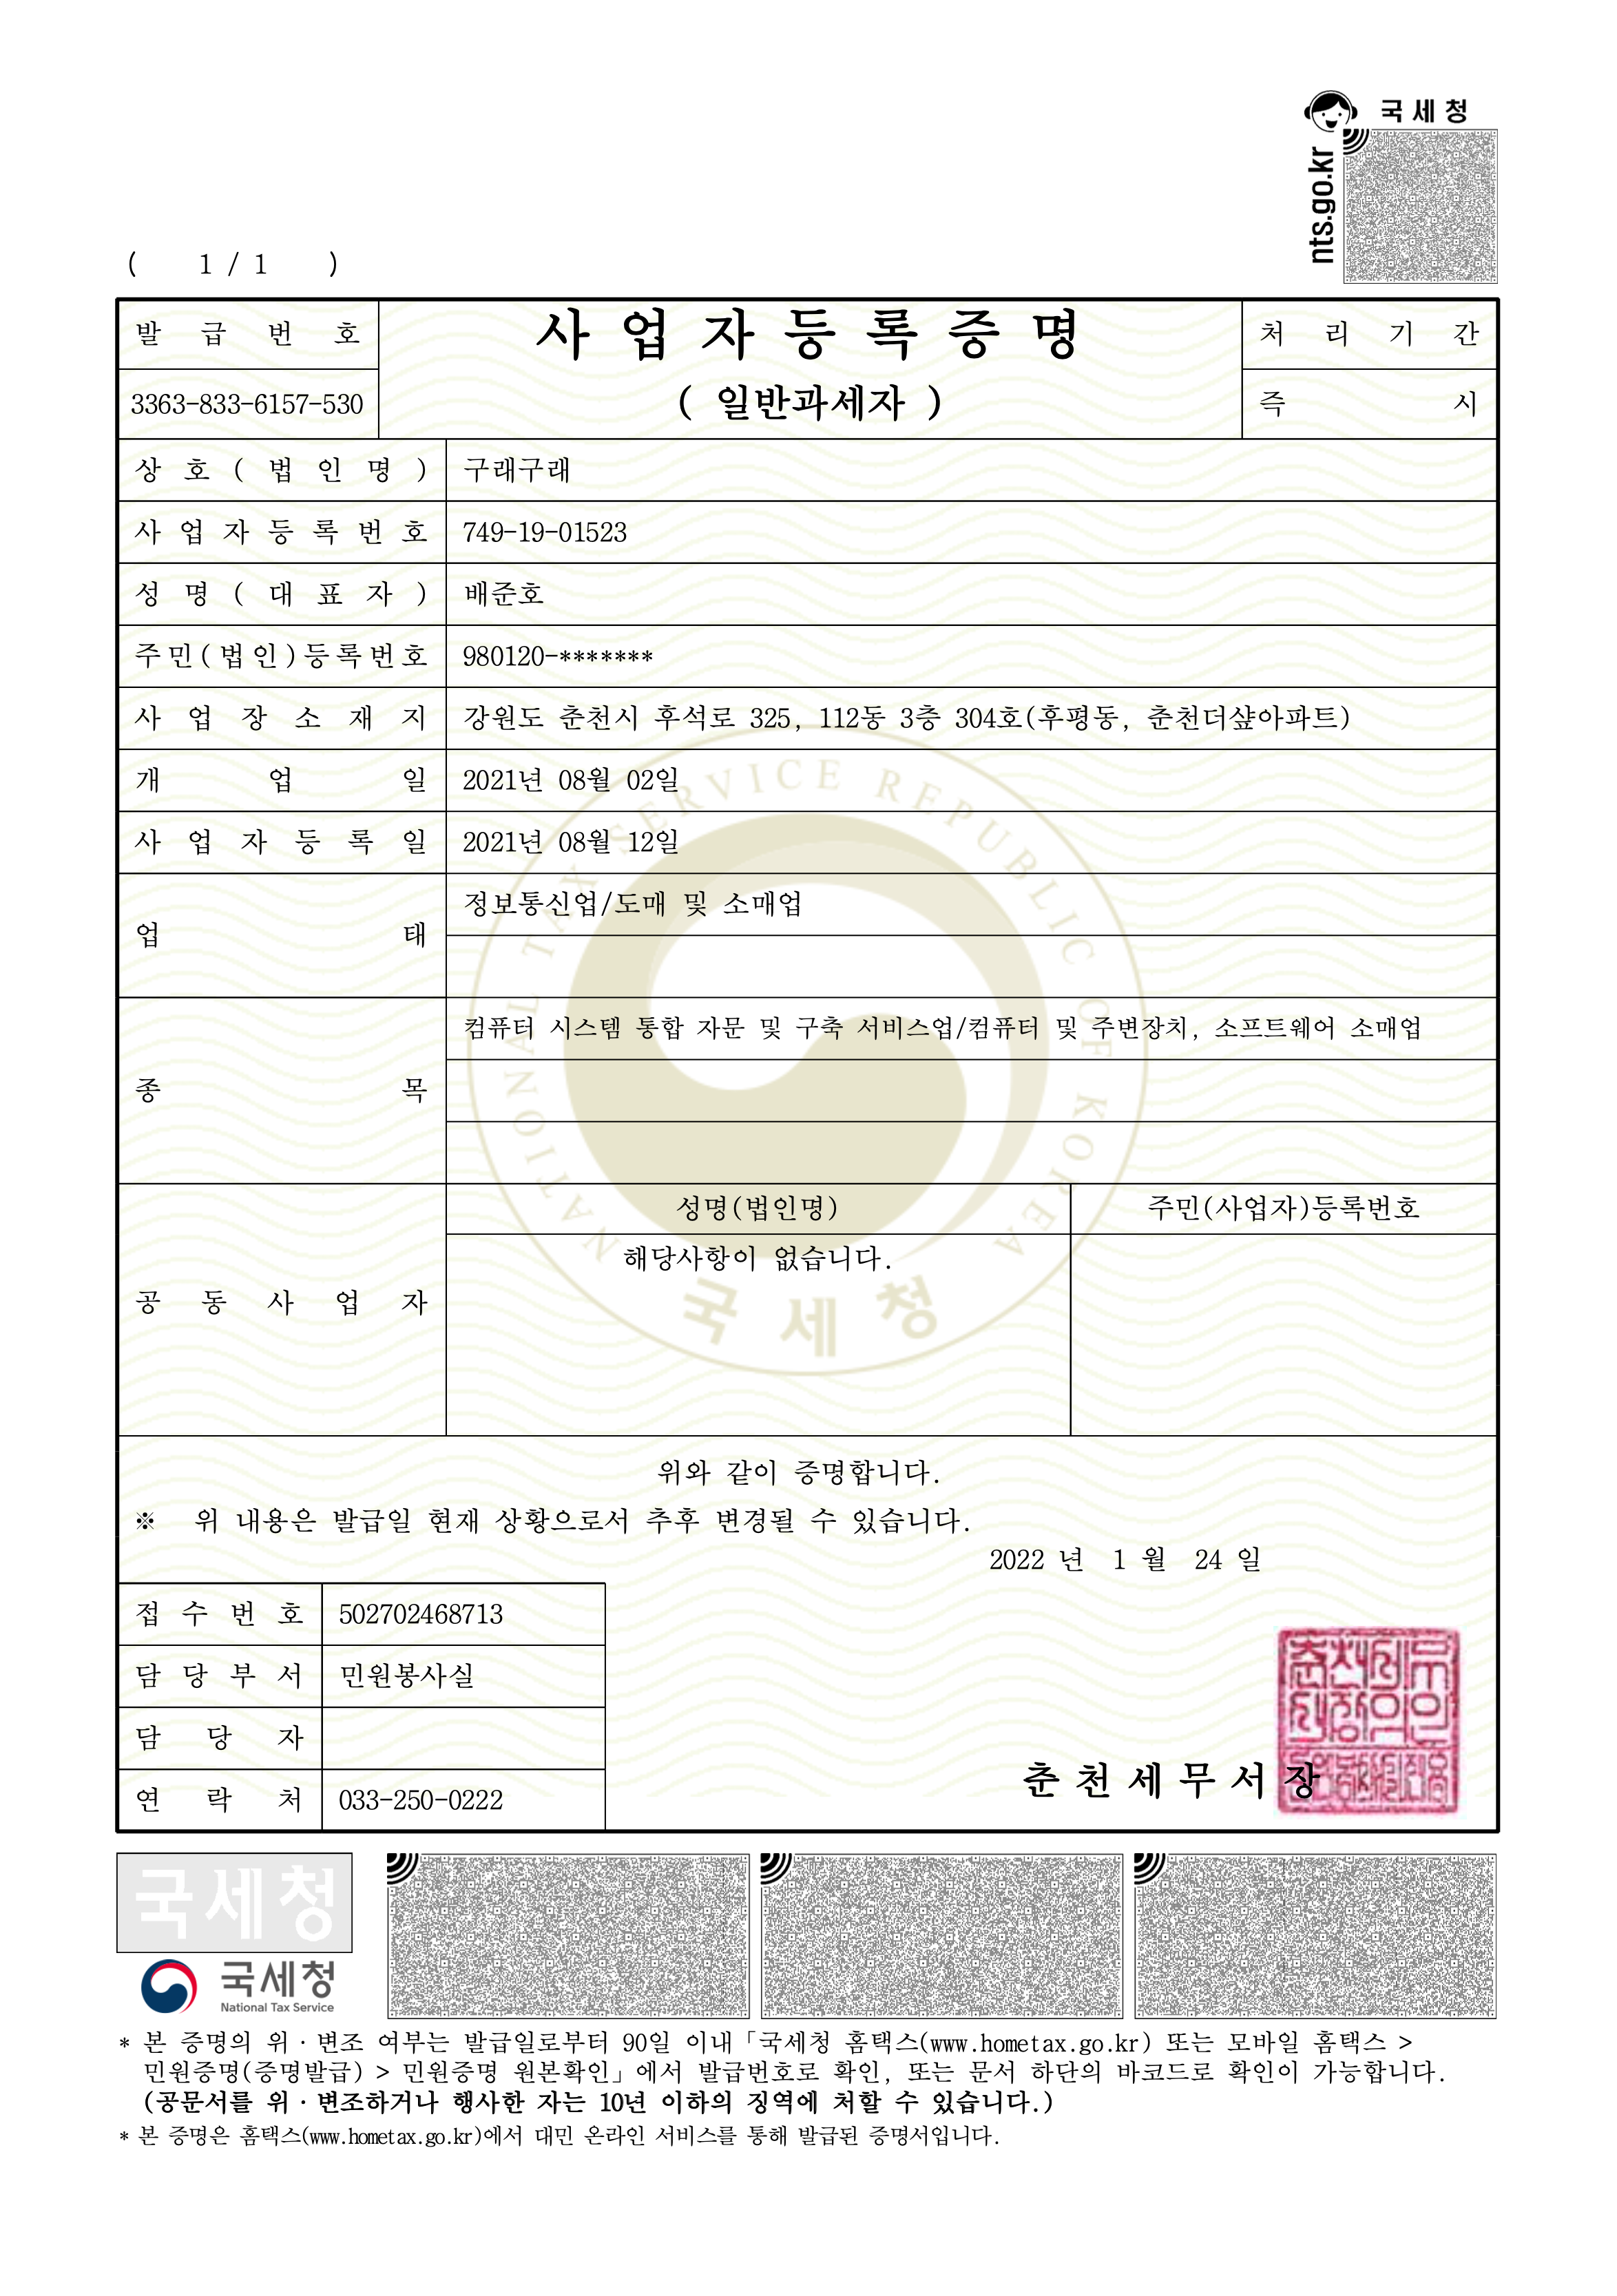 국세청
nts.go.kr
( 1 / 1 )
발 급 번 호
사 업 자 등 록 증 명
처 리 기 간
3363-833-6157-530
( 일반과세자 )
즉 시
상 호 ( 법 인 명 ) 구래구래
사 업 자 등 록 번 호 749-19-01523
성 명 ( 대 표 자 ) 배준호
주민(법인)등록번호 980120-*******
사 업 장 소 재 지 강원도 춘천시 후석로 325, 112동 3층 304호(후평동, 춘천더샾아파트)
개 업 일 2021년 08월 02일
사 업 자 등 록 일 2021년 08월 12일
업 태 정보통신업/도매 및 소매업
종 목 컴퓨터 시스템 통합 자문 및 구축 서비스업/컴퓨터 및 주변장치, 소프트웨어 소매업
공 동 사 업 자
성명(법인명) 주민(사업자)등록번호
해당사항이 없습니다.
NATIONAL TAX SERVICE REPUBLIC OF KOREA
국세청
위와 같이 증명합니다.
※ 위 내용은 발급일 현재 상황으로서 추후 변경될 수 있습니다.
2022 년 1 월 24 일
접 수 번 호 502702468713
담 당 부 서 민원봉사실
담 당 자
연 락 처 033-250-0222
춘 천 세 무 서 장
국세청
국세청
National Tax Service
* 본 증명의 위·변조 여부는 발급일로부터 90일 이내「국세청 홈택스(www.hometax.go.kr) 또는 모바일 홈택스 >
민원증명(증명발급) > 민원증명 원본확인」에서 발급번호로 확인, 또는 문서 하단의 바코드로 확인이 가능합니다.
(공문서를 위·변조하거나 행사한 자는 10년 이하의 징역에 처할 수 있습니다.)
* 본 증명은 홈택스(www.hometax.go.kr)에서 대민 온라인 서비스를 통해 발급된 증명서입니다.